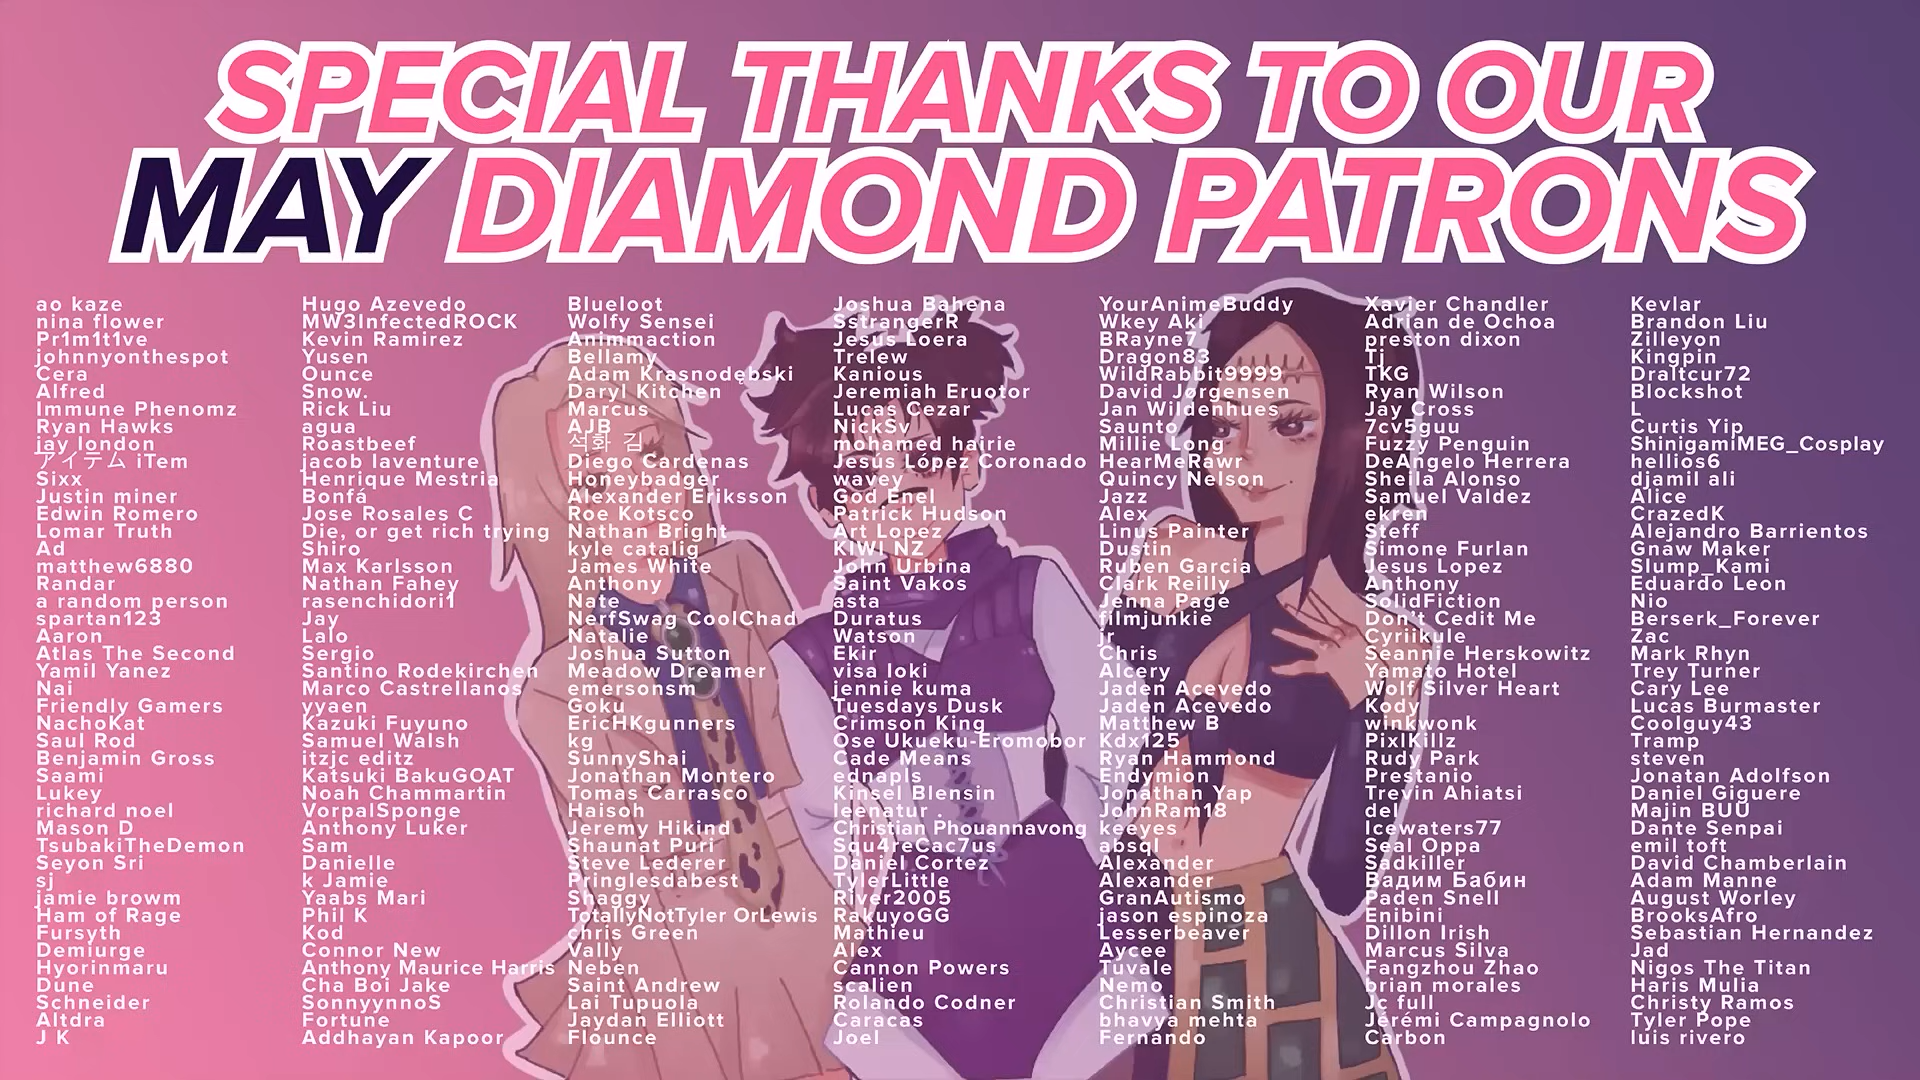 SPECIAL THANKS TO OUR
MAY DIAMOND PATRONS
ao kaze
nina flower
Pr1m1t1ve
johnnyonthespot
Cera
Alfred
Immune Phenomz
Ryan Hawks
jay london
アイテム iTem
Sixx
Justin miner
Edwin Romero
Lomar Truth
Ad
matthew6880
Randar
a random person
spartan123
Aaron
Atlas The Second
Yamil Yanez
Nai
Friendly Gamers
NachoKat
Saul Rod
Benjamin Gross
Saami
Lukey
richard noel
Mason D
TsubakiTheDemon
Seyon Sri
sj
jamie browm
Ham of Rage
Fursyth
Demiurge
Hyorinmaru
Dune
Schneider
Altdra
J K
Hugo Azevedo
MW3InfectedROCK
Kevin Ramirez
Yusen
Ounce
Snow.
Rick Liu
agua
Roastbeef
jacob laventure
Henrique Mestria
Bonfá
Jose Rosales C
Die, or get rich trying
Shiro
Max Karlsson
Nathan Fahey
rasenchidori1
Jay
Lalo
Sergio
Santino Rodekirchen
Marco Castrellanos
yyaen
Kazuki Fuyuno
Samuel Walsh
itzjc editz
Katsuki BakuGOAT
Noah Chammartin
VorpalSponge
Anthony Luker
Sam
Danielle
k Jamie
Yaabs Mari
Phil K
Kod
Connor New
Anthony Maurice Harris
Cha Boi Jake
SonnyynnoS
Fortune
Addhayan Kapoor
Blueloot
Wolfy Sensei
Animmaction
Bellamy
Adam Krasnodębski
Daryl Kitchen
Marcus
AJB
석화 김
Diego Cardenas
Honeybadger
Alexander Eriksson
Roe Kotsco
Nathan Bright
kyle catalig
James White
Anthony
Nate
NerfSwag CoolChad
Natalie
Joshua Sutton
Meadow Dreamer
emersonsm
Goku
EricHKgunners
kg
SunnyShai
Jonathan Montero
Tomas Carrasco
Haisoh
Jeremy Hikind
Shaunat Puri
Steve Lederer
Pringlesdabest
Shaggy
TotallyNotTyler OrLewis
chris Green
Vally
Neben
Saint Andrew
Lai Tupuola
Jaydan Elliott
Flounce
Joshua Bahena
SstrangerR
Jesus Loera
Trelew
Kanious
Jeremiah Eruotor
Lucas Cezar
NickSv
mohamed hairie
Jesús López Coronado
wavey
God Enel
Patrick Hudson
Art Lopez
KIWI NZ
John Urbina
Saint Vakos
asta
Duratus
Watson
Ekir
visa loki
jennie kuma
Tuesdays Dusk
Crimson King
Ose Ukueku-Eromobor
Cade Means
ednapls
Kinsel Blensin
leenatur .
Christian Phouannavong
Squ4reCac7us
Daniel Cortez
TylerLittle
River2005
RakuyoGG
Mathieu
Alex
Cannon Powers
scalien
Rolando Codner
Caracas
Joel
YourAnimeBuddy
Wkey Aki
BRayne7
Dragon83
WildRabbit9999
David Jørgensen
Jan Wildenhues
Saunto
Millie Long
HearMeRawr
Quincy Nelson
Jazz
Alex
Linus Painter
Dustin
Ruben Garcia
Clark Reilly
Jenna Page
filmjunkie
jr
Chris
Alcery
Jaden Acevedo
Jaden Acevedo
Matthew B
Kdx125
Ryan Hammond
Endymion
Jonathan Yap
JohnRam18
keeyes
absql
Alexander
Alexander
GranAutismo
jason espinoza
Lesserbeaver
Aycee
Tuvale
Nemo
Christian Smith
bhavya mehta
Fernando
Xavier Chandler
Adrian de Ochoa
preston dixon
Tj
TKG
Ryan Wilson
Jay Cross
7cv5guu
Fuzzy Penguin
DeAngelo Herrera
Sheila Alonso
Samuel Valdez
ekren
Steff
Simone Furlan
Jesus Lopez
Anthony
SolidFiction
Don't Cedit Me
Cyriikule
Seannie Herskowitz
Yamato Hotel
Wolf Silver Heart
Kody
winkwonk
PixlKillz
Rudy Park
Prestanio
Trevin Ahiatsi
del
Icewaters77
Seal Oppa
Sadkiller
Вадим Бабин
Paden Snell
Enibini
Dillon Irish
Marcus Silva
Fangzhou Zhao
brian morales
Jc full
Jérémi Campagnolo
Carbon
Kevlar
Brandon Liu
Zilleyon
Kingpin
Draltcur72
Blockshot
L
Curtis Yip
ShinigamiMEG_Cosplay
hellios6
djamil ali
Alice
CrazedK
Alejandro Barrientos
Gnaw Maker
Slump_Kami
Eduardo Leon
Nio
Berserk_Forever
Zac
Mark Rhyn
Trey Turner
Cary Lee
Lucas Burmaster
Coolguy43
Tramp
steven
Jonatan Adolfson
Daniel Giguere
Majin BUU
Dante Senpai
emil toft
David Chamberlain
Adam Manne
August Worley
BrooksAfro
Sebastian Hernandez
Jad
Nigos The Titan
Haris Mulia
Christy Ramos
Tyler Pope
luis rivero